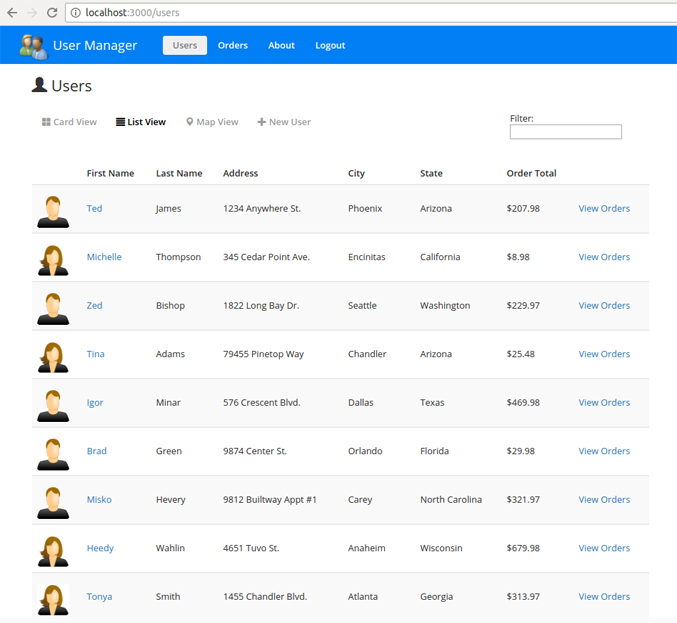 localhost:3000/users
User Manager Users Orders About Logout
Users
Card View List View Map View New User
Filter:
First Name Last Name Address City State Order Total
Ted James 1234 Anywhere St. Phoenix Arizona $207.98 View Orders
Michelle Thompson 345 Cedar Point Ave. Encinitas California $8.98 View Orders
Zed Bishop 1822 Long Bay Dr. Seattle Washington $229.97 View Orders
Tina Adams 79455 Pinetop Way Chandler Arizona $25.48 View Orders
Igor Minar 576 Crescent Blvd. Dallas Texas $469.98 View Orders
Brad Green 9874 Center St. Orlando Florida $29.98 View Orders
Misko Hevery 9812 Builtway Appt #1 Carey North Carolina $321.97 View Orders
Heedy Wahlin 4651 Tuvo St. Anaheim Wisconsin $679.98 View Orders
Tonya Smith 1455 Chandler Blvd. Atlanta Georgia $313.97 View Orders